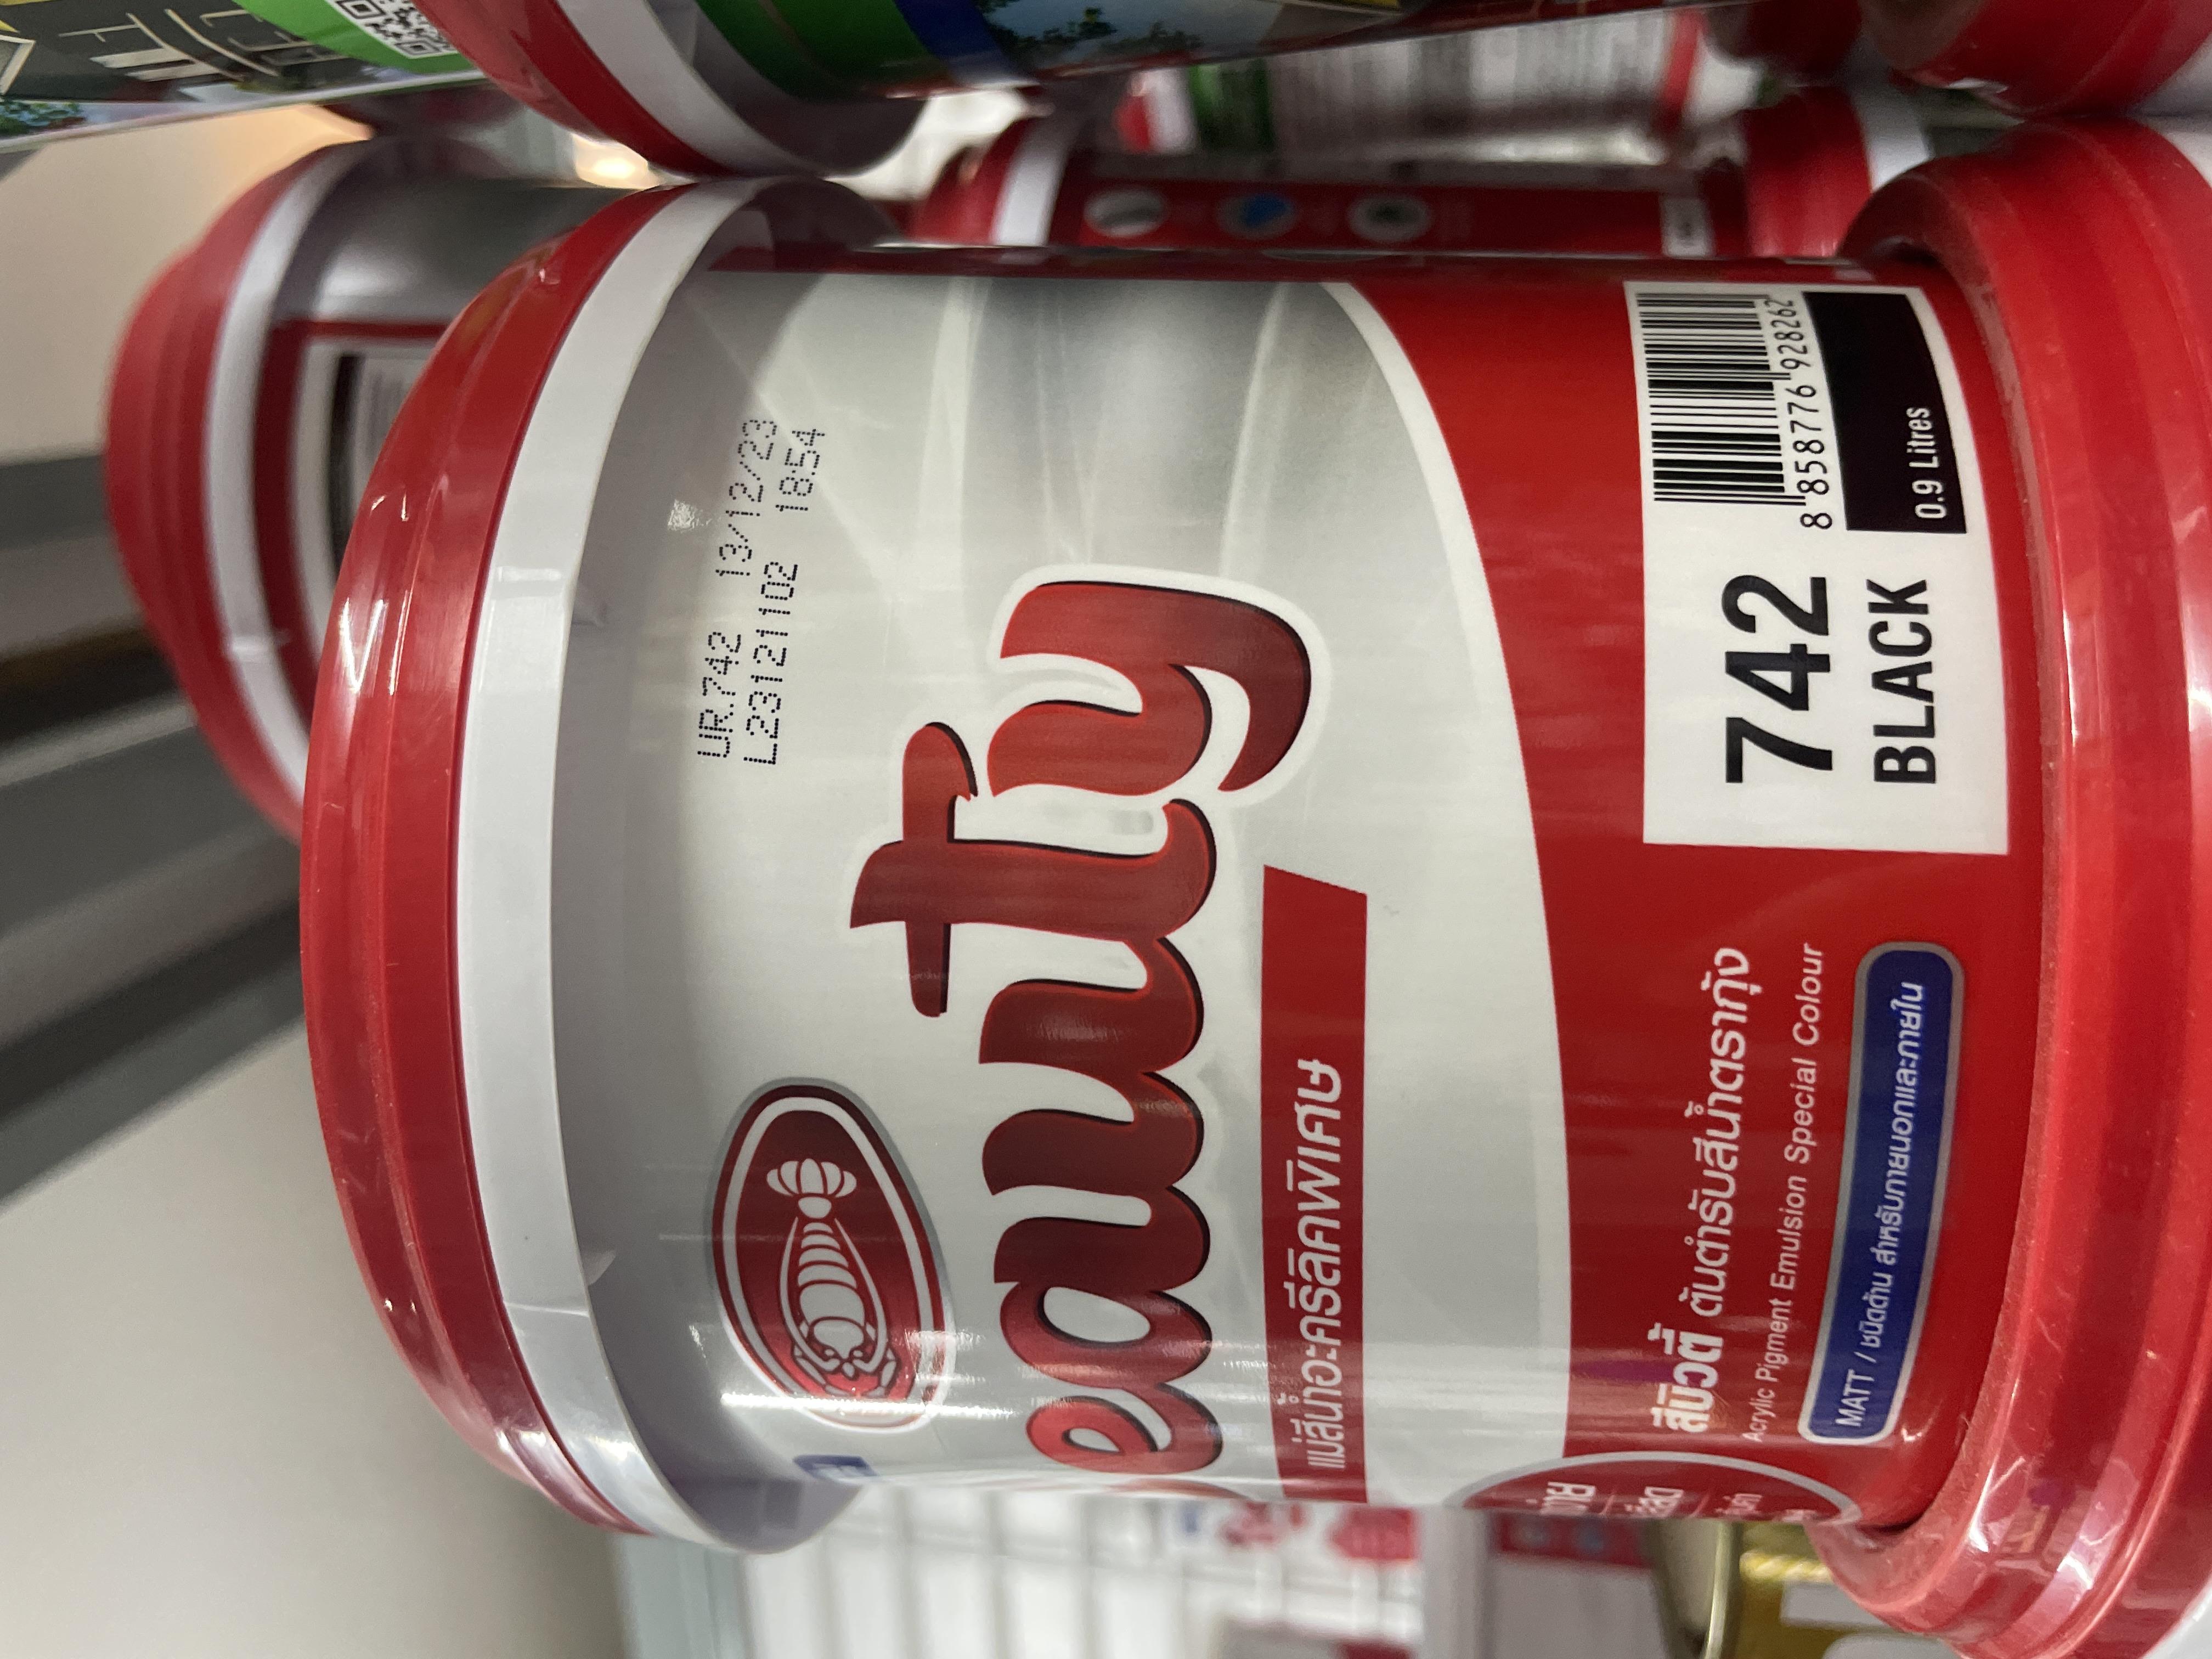 UR.742 13/12/23
L23121102 18:54
eauty
แม่สีน้ำอะครีลิคพิเศษ
สีบิวตี้ ต้นตำรับสีน้ำตรากุ้ง
Acrylic Pigment Emulsion Special Colour
MATT / ชนิดด้าน สำหรับภายนอกและภายใน
742
BLACK
8 858776 928262
0.9 Litres